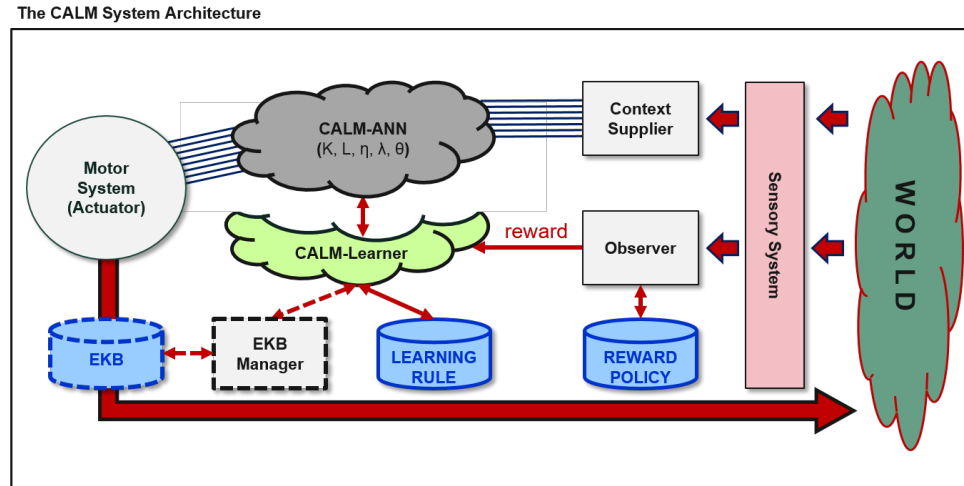 The CALM System Architecture
CALM-ANN
(K, L, η, λ, θ)
Context
Supplier
Motor
System
(Actuator)
Sensory System
WORLD
CALM-Learner
reward
Observer
EKB
EKB
Manager
LEARNING
RULE
REWARD
POLICY